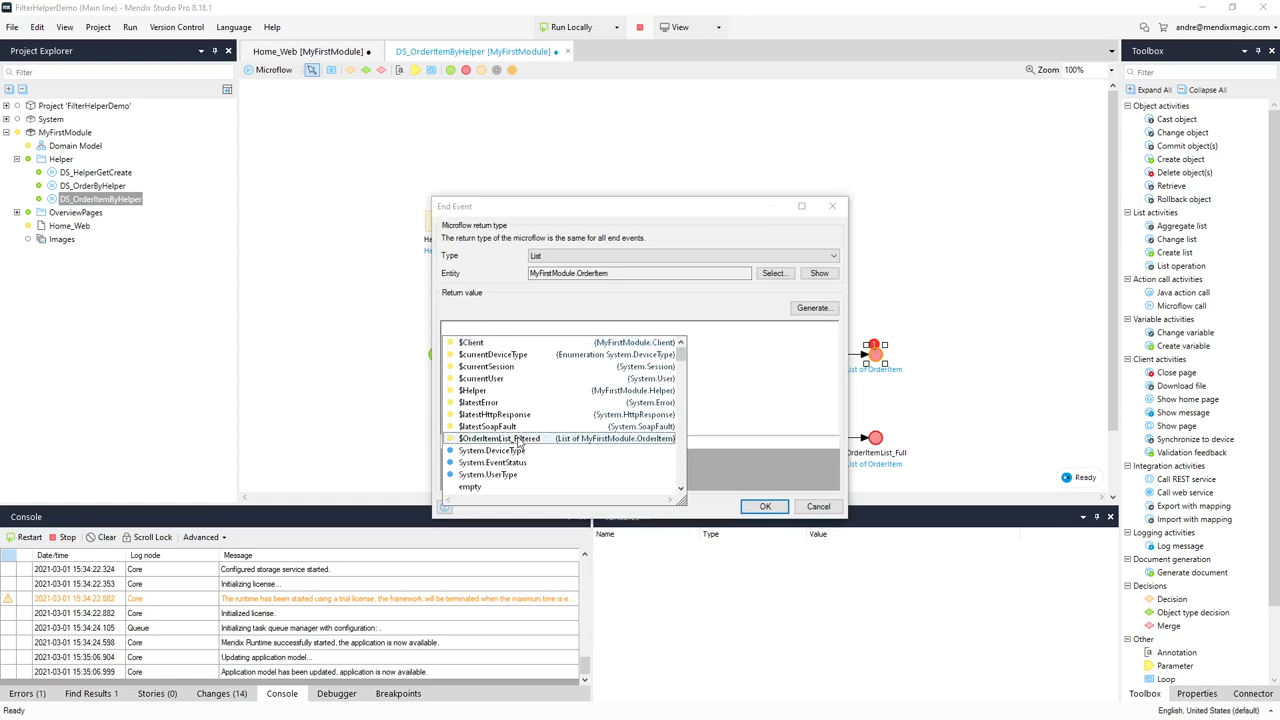 FilterHelperDemo (Main line) - Mendix Studio Pro 8.18.1
File Edit View Project Run Version Control Language Help
Run Locally View andre@mendixmagic.com
Project Explorer
Filter
Project 'FilterHelperDemo'
System
MyFirstModule
Domain Model
Helper
DS_HelperGetCreate
DS_OrderByHelper
DS_OrderItemByHelper
OverviewPages
Home_Web
Images
Home_Web [MyFirstModule]
DS_OrderItemByHelper [MyFirstModule]
Microflow
Zoom 100%
End Event
Microflow return type
The return type of the microflow is the same for all end events.
Type List
Entity MyFirstModule.OrderItem Select... Show
Return value
Generate...
$Client (MyFirstModule.Client)
$currentDeviceType (Enumeration System.DeviceType)
$currentSession (System.Session)
$currentUser (System.User)
$Helper (MyFirstModule.Helper)
$latestError (System.Error)
$latestHttpResponse (System.HttpResponse)
$latestSoapFault (System.SoapFault)
$OrderItemList_Filtered (List of MyFirstModule.OrderItem)
System.DeviceType
System.EventStatus
System.UserType
empty
OK Cancel
1
List of OrderItem
OrderItemList_Full
List of OrderItem
Ready
Toolbox
Filter
Expand All Collapse All
Object activities
Cast object
Change object
Commit object(s)
Create object
Delete object(s)
Retrieve
Rollback object
List activities
Aggregate list
Change list
Create list
List operation
Action call activities
Java action call
Microflow call
Variable activities
Change variable
Create variable
Client activities
Close page
Download file
Show home page
Show message
Show page
Synchronize to device
Validation feedback
Integration activities
Call REST service
Call web service
Export with mapping
Import with mapping
Logging activities
Log message
Document generation
Generate document
Decisions
Decision
Object type decision
Merge
Other
Annotation
Parameter
Loop
Toolbox Properties Connector
Console
Restart Stop Clear Scroll Lock Advanced
Date/time Log node Message
2021-03-01 15:34:22.324 Core Configured storage service started.
2021-03-01 15:34:22.353 Core Initializing license...
2021-03-01 15:34:22.882 Core The runtime has been started using a trial license, the framework will be terminated when the maximum time is e...
2021-03-01 15:34:22.882 Core Initialized license.
2021-03-01 15:34:24.105 Queue Initializing task queue manager with configuration: .
2021-03-01 15:34:24.598 Core Mendix Runtime successfully started, the application is now available.
2021-03-01 15:35:06.904 Core Updating application model...
2021-03-01 15:35:06.999 Core Application model has been updated, application is now available.
Name Type Value
Errors (1) Find Results 1 Stories (0) Changes (14) Console Debugger Breakpoints
Ready
English, United States (default)